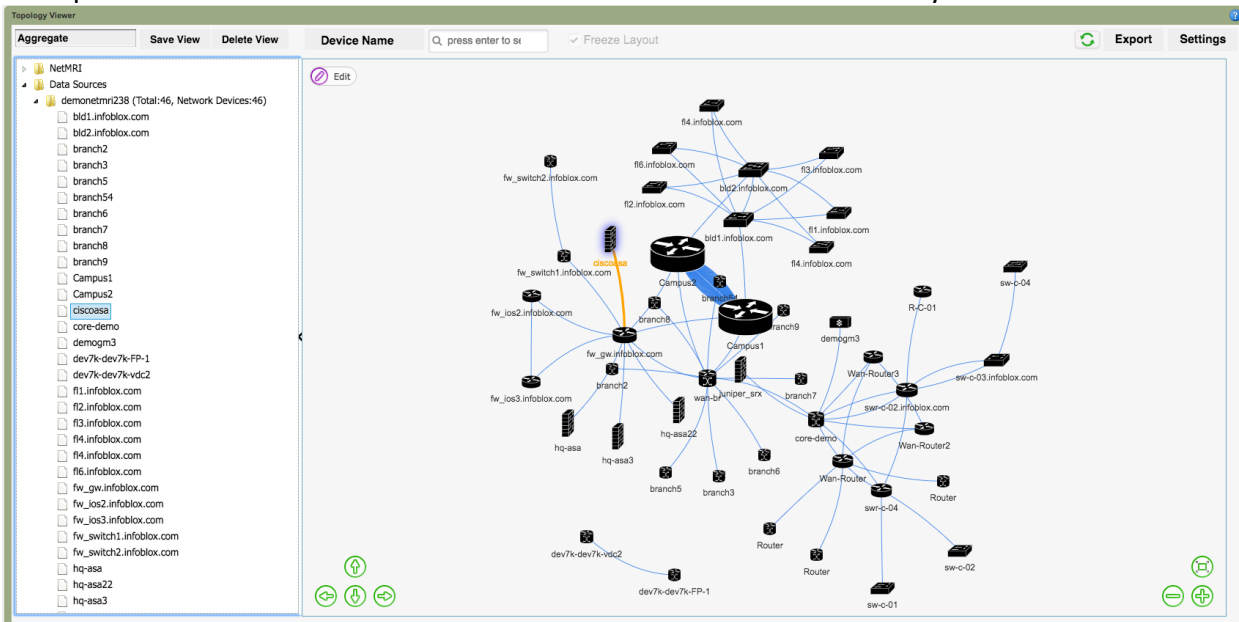 Topology Viewer
Aggregate Save View Delete View Device Name press enter to se Freeze Layout Export Settings
NetMRI
Data Sources
demonetmri238 (Total:46, Network Devices:46)
bld1.infoblox.com
bld2.infoblox.com
branch2
branch3
branch5
branch54
branch6
branch7
branch8
branch9
Campus1
Campus2
ciscoasa
core-demo
demogm3
dev7k-dev7k-FP-1
dev7k-dev7k-vdc2
fl1.infoblox.com
fl2.infoblox.com
fl3.infoblox.com
fl4.infoblox.com
fl4.infoblox.com
fl6.infoblox.com
fw_gw.infoblox.com
fw_ios2.infoblox.com
fw_ios3.infoblox.com
fw_switch1.infoblox.com
fw_switch2.infoblox.com
hq-asa
hq-asa22
hq-asa3
Edit
fl4.infoblox.com
fl6.infoblox.com
fl3.infoblox.com
fw_switch2.infoblox.com
bld2.infoblox.com
fl2.infoblox.com
fl1.infoblox.com
bld1.infoblox.com
ciscoasa
fl4.infoblox.com
fw_switch1.infoblox.com
Campus2
sw-c-04
branch54
R-C-01
fw_ios2.infoblox.com
branch8
branch9
demogm3
Campus1
fw_gw.infoblox.com
Wan-Router3
sw-c-03.infoblox.com
branch2
fw_ios3.infoblox.com
wan-br
juniper_srx
branch7
swr-c-02.infoblox.com
hq-asa22
core-demo
Wan-Router2
hq-asa
hq-asa3
branch6
Wan-Router
branch5
branch3
Router
swr-c-04
Router
dev7k-dev7k-vdc2
sw-c-02
Router
dev7k-dev7k-FP-1
sw-c-01